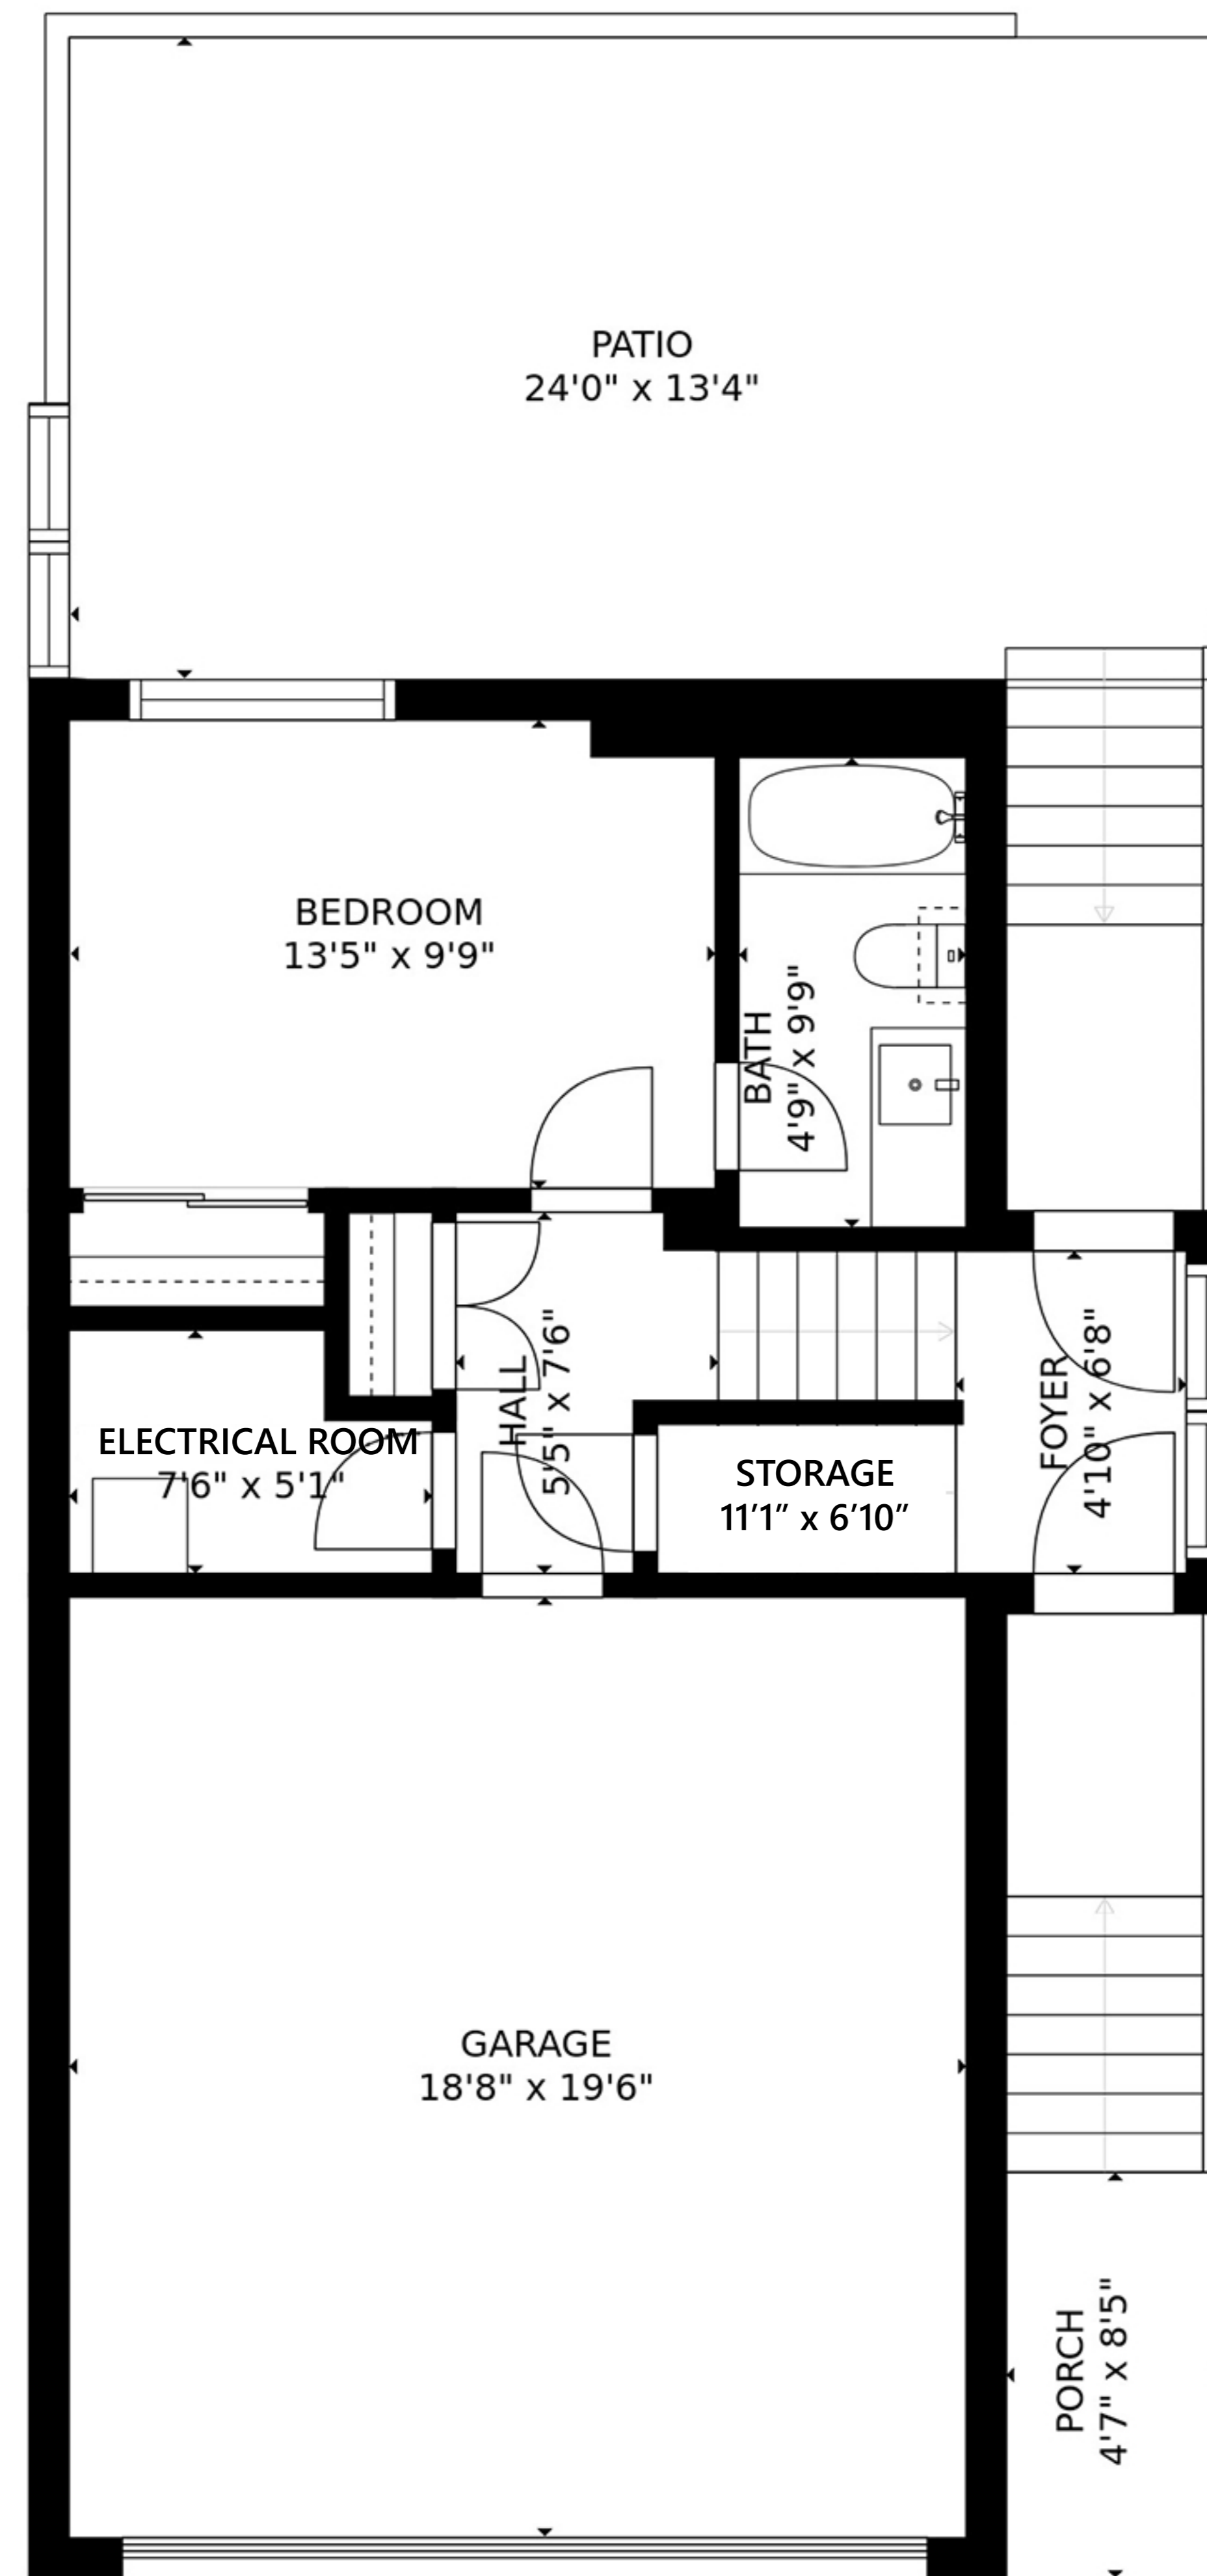 PATIO
24'0" x 13'4"
BEDROOM
13'5" x 9'9"
BATH
4'9" x 9'9"
HALL
5'5" x 7'6"
FOYER
4'10" x 6'8"
ELECTRICAL ROOM
7'6" x 5'1"
STORAGE
11’1” x 6’10”
GARAGE
18'8" x 19'6"
PORCH
4'7" x 8'5"